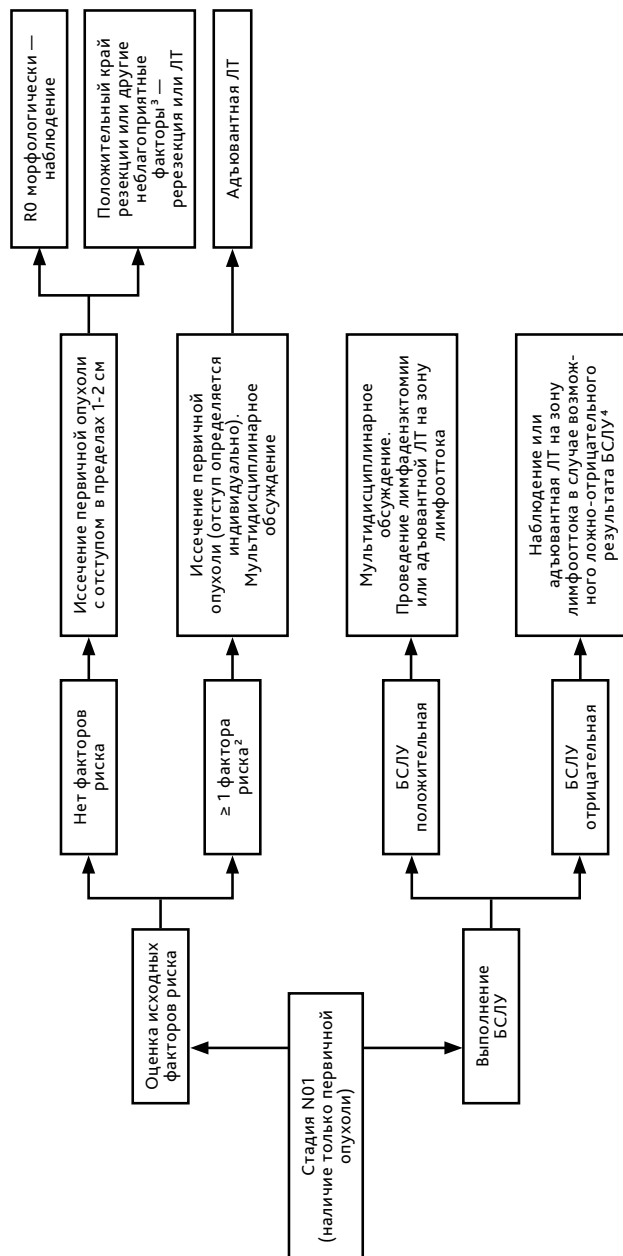 Стадия N01
(наличие только первичной
опухоли)
Оценка исходных
факторов риска
Нет факторов
риска
Иссечение первичной опухоли
с отступом в пределах 1-2 см
R0 морфологически —
наблюдение
Положительный край
резекции или другие
неблагоприятные
факторы³ —
ререзекция или ЛТ
≥ 1 фактора
риска²
Иссечение первичной
опухоли (отступ определяется
индивидуально).
Мультидисциплинарное
обсуждение
Адъювантная ЛТ
Выполнение
БСЛУ
БСЛУ
положительная
Мультидисциплинарное
обсуждение.
Проведение лимфаденэктомии
или адъювантной ЛТ на зону
лимфооттока
БСЛУ
отрицательная
Наблюдение или
адъювантная ЛТ на зону
лимфооттока в случае возмож-
ного ложно-отрицательного
результата БСЛУ⁴